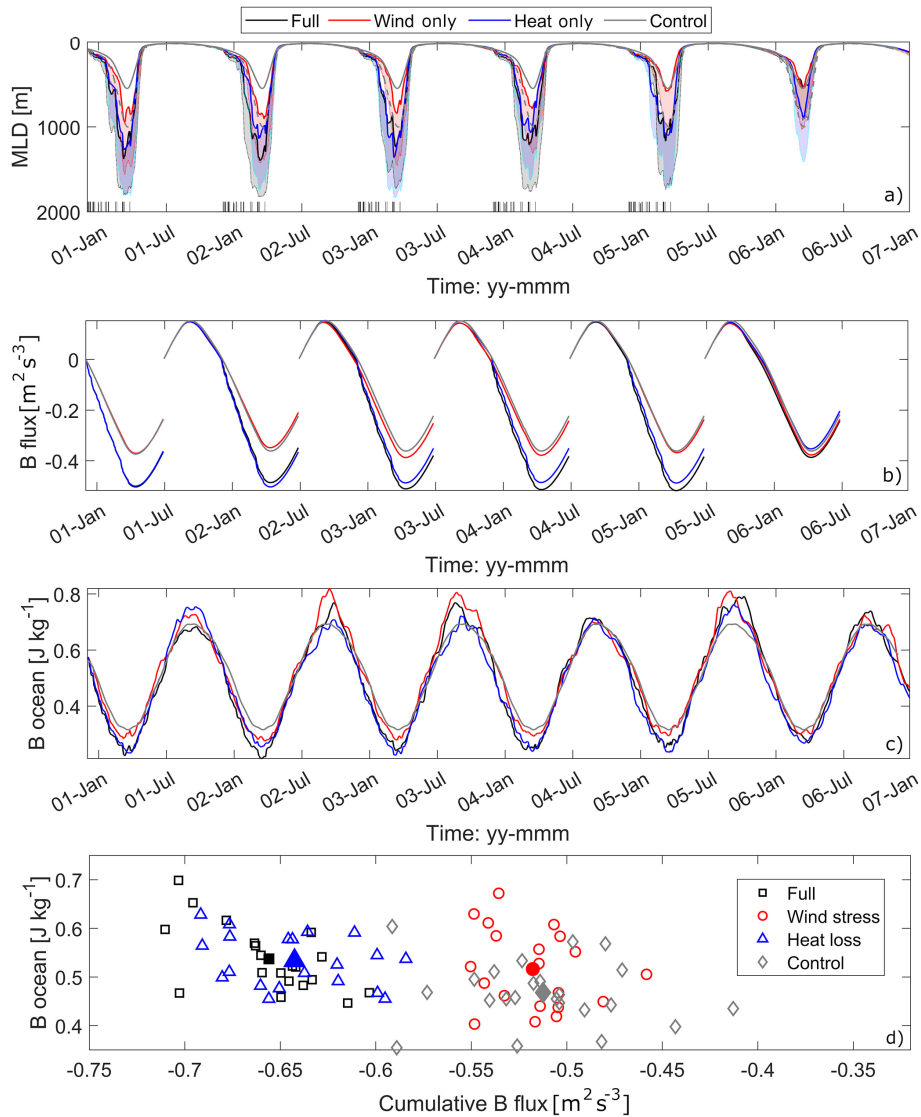 Full Wind only Heat only Control
0
1000
2000
MLD [m]
a)
01-Jan 01-Jul 02-Jan 02-Jul 03-Jan 03-Jul 04-Jan 04-Jul 05-Jan 05-Jul 06-Jan 06-Jul 07-Jan
Time: yy-mmm
0
-0.2
-0.4
B flux[m² s⁻³]
b)
01-Jan 01-Jul 02-Jan 02-Jul 03-Jan 03-Jul 04-Jan 04-Jul 05-Jan 05-Jul 06-Jan 06-Jul 07-Jan
Time: yy-mmm
0.8
0.6
0.4
B ocean [J kg⁻¹]
c)
01-Jan 01-Jul 02-Jan 02-Jul 03-Jan 03-Jul 04-Jan 04-Jul 05-Jan 05-Jul 06-Jan 06-Jul 07-Jan
Time: yy-mmm
0.7
0.6
0.5
0.4
B ocean [J kg⁻¹]
Full
Wind stress
Heat loss
Control
d)
-0.75 -0.7 -0.65 -0.6 -0.55 -0.5 -0.45 -0.4 -0.35
Cumulative B flux [m² s⁻³]